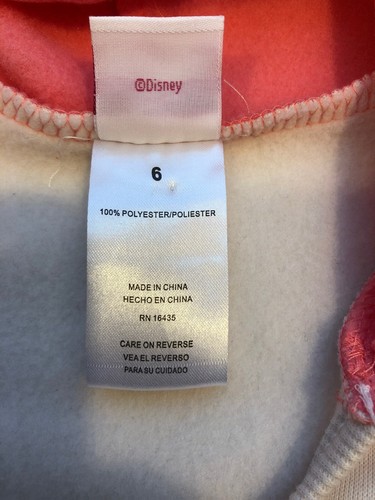 ©Disney
6
100% POLYESTER/POLIESTER
MADE IN CHINA
HECHO EN CHINA
RN 16435
CARE ON REVERSE
VEA EL REVERSO
PARA SU CUIDADO